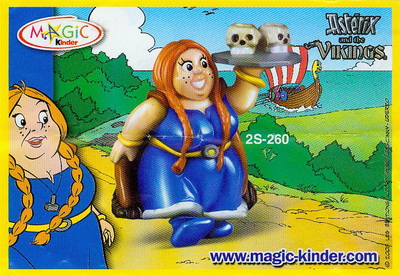 MAGIC
Kinder
Asterix
and the
VIKINGS
2S-260
www.magic-kinder.com